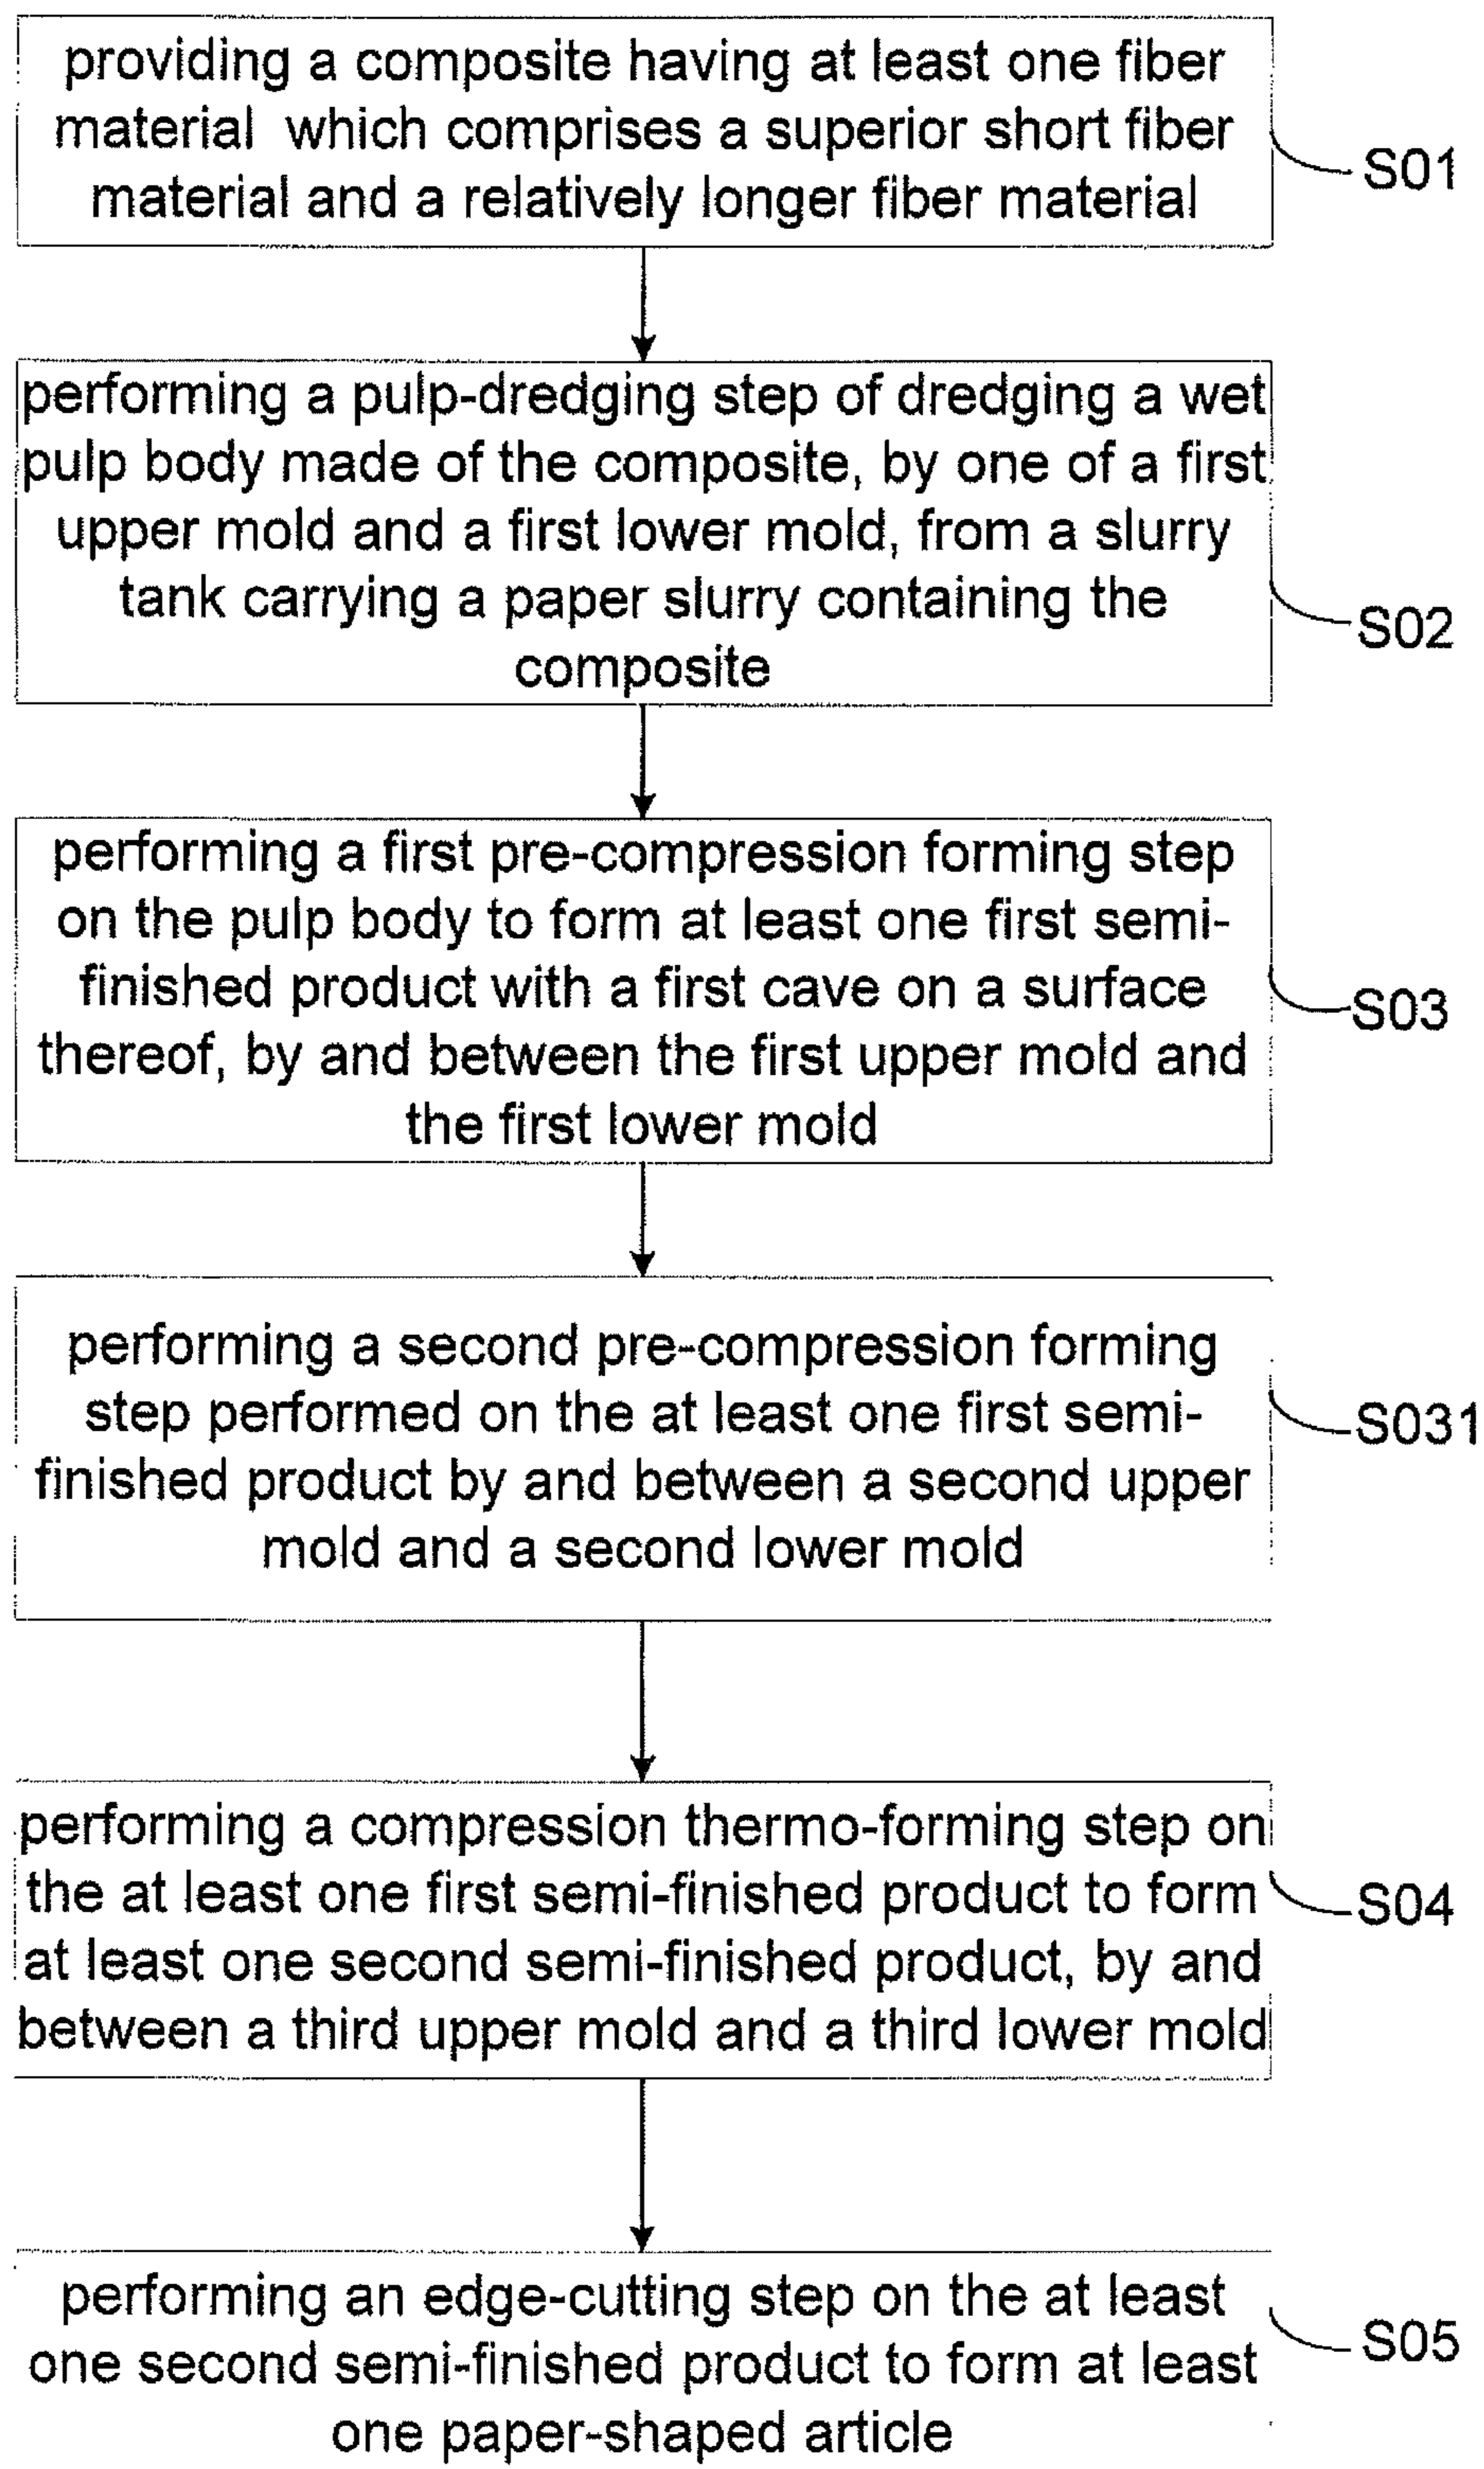 providing a composite having at least one fiber
material which comprises a superior short fiber
material and a relatively longer fiber material
S01
performing a pulp-dredging step of dredging a wet
pulp body made of the composite, by one of a first
upper mold and a first lower mold, from a slurry
tank carrying a paper slurry containing the
composite
S02
performing a first pre-compression forming step
on the pulp body to form at least one first semi-
finished product with a first cave on a surface
thereof, by and between the first upper mold and
the first lower mold
S03
performing a second pre-compression forming
step performed on the at least one first semi-
finished product by and between a second upper
mold and a second lower mold
S031
performing a compression thermo-forming step on
the at least one first semi-finished product to form
at least one second semi-finished product, by and
between a third upper mold and a third lower mold
S04
performing an edge-cutting step on the at least
one second semi-finished product to form at least
one paper-shaped article
S05